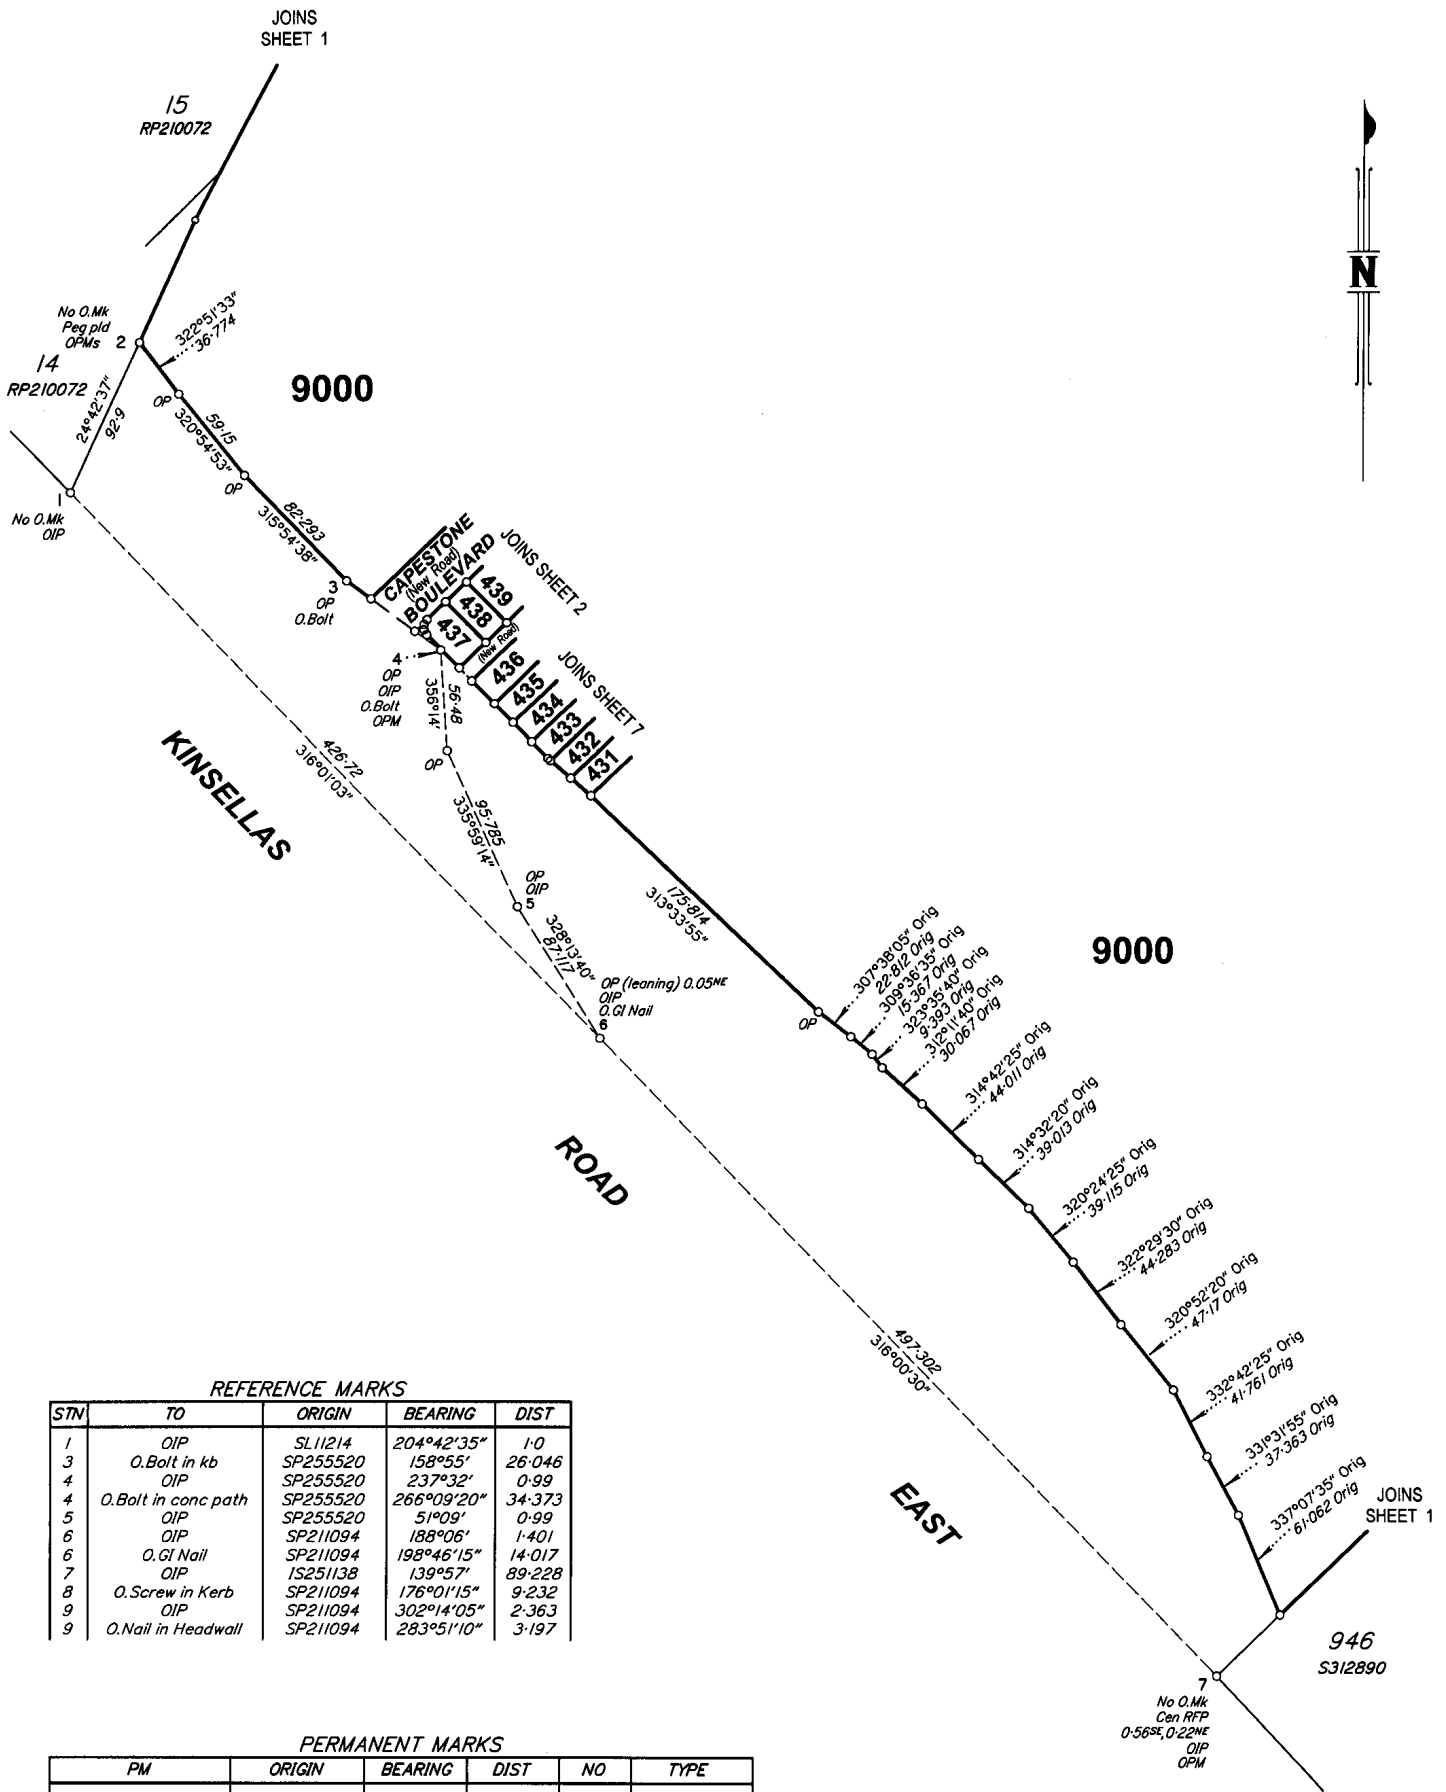 JOINS
SHEET 1
15
RP210072
N
No O.Mk
Peg pld
OPMs
2
322°51'33"
36·774
14
RP210072
24°42'37"
92·9
9000
OP
59·15
320°54'53"
OP
1
No O.Mk
OIP
82·293
315°54'38"
3
OP
O.Bolt
CAPESTONE
(New Road)
BOULEVARD
JOINS SHEET 2
439
438
437
(New Road)
4
OP
OIP
O.Bolt
OPM
436
435
434
433
432
431
JOINS SHEET 7
56·48
356°14'
OP
KINSELLAS
426·72
316°01'03"
95·785
335°59'14"
OP
OIP
5
328°13'40"
87·117
OP (leaning) 0.05NE
OIP
O.GI Nail
6
175·814
313°33'55"
OP
9000
307°38'05" Orig
22·812 Orig
309°36'35" Orig
15·367 Orig
323°35'40" Orig
9·393 Orig
312°11'40" Orig
30·067 Orig
314°42'25" Orig
44·011 Orig
314°32'20" Orig
39·013 Orig
320°24'25" Orig
39·115 Orig
322°29'30" Orig
44·283 Orig
320°52'20" Orig
47·17 Orig
332°42'25" Orig
41·761 Orig
331°31'55" Orig
37·363 Orig
337°07'35" Orig
61·062 Orig
ROAD
497·302
316°00'30"
EAST
JOINS
SHEET 1
946
S312890
7
No O.Mk
Cen RFP
0·56SE,0·22NE
OIP
OPM
REFERENCE MARKS
STN TO ORIGIN BEARING DIST
1 OIP SL11214 204°42'35" 1·0
3 O.Bolt in kb SP255520 158°55' 26·046
4 OIP SP255520 237°32' 0·99
4 O.Bolt in conc path SP255520 266°09'20" 34·373
5 OIP SP255520 51°09' 0·99
6 OIP SP211094 188°06' 1·401
6 O.GI Nail SP211094 198°46'15" 14·017
7 OIP IS251138 139°57' 89·228
8 O.Screw in Kerb SP211094 176°01'15" 9·232
9 OIP SP211094 302°14'05" 2·363
9 O.Nail in Headwall SP211094 283°51'10" 3·197
PERMANENT MARKS
PM ORIGIN BEARING DIST NO TYPE